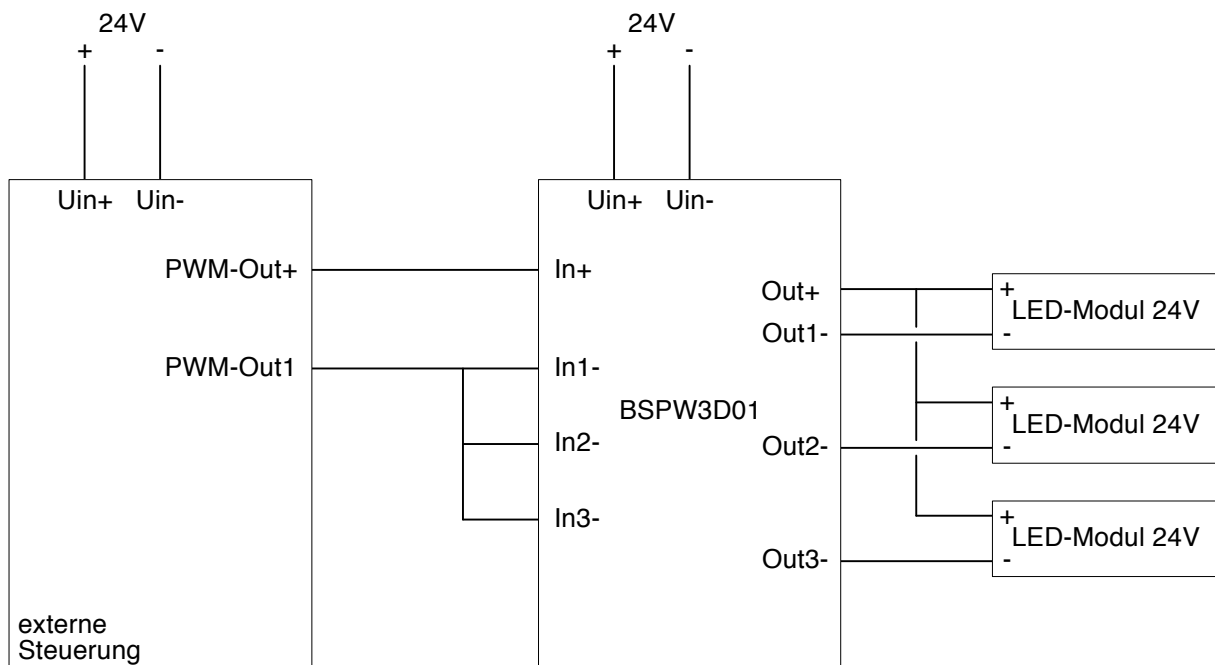 24V
+ -
Uin+ Uin-
PWM-Out+
PWM-Out1
externe
Steuerung
24V
+ -
Uin+ Uin-
In+
In1-
In2-
In3-
BSPW3D01
Out+
Out1-
Out2-
Out3-
+
LED-Modul 24V
-
+
LED-Modul 24V
-
+
LED-Modul 24V
-